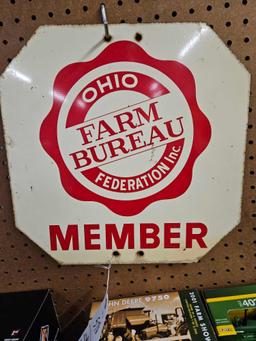 OHIO
FARM
BUREAU
FEDERATION Inc.
MEMBER
JOHN DEERE 9750